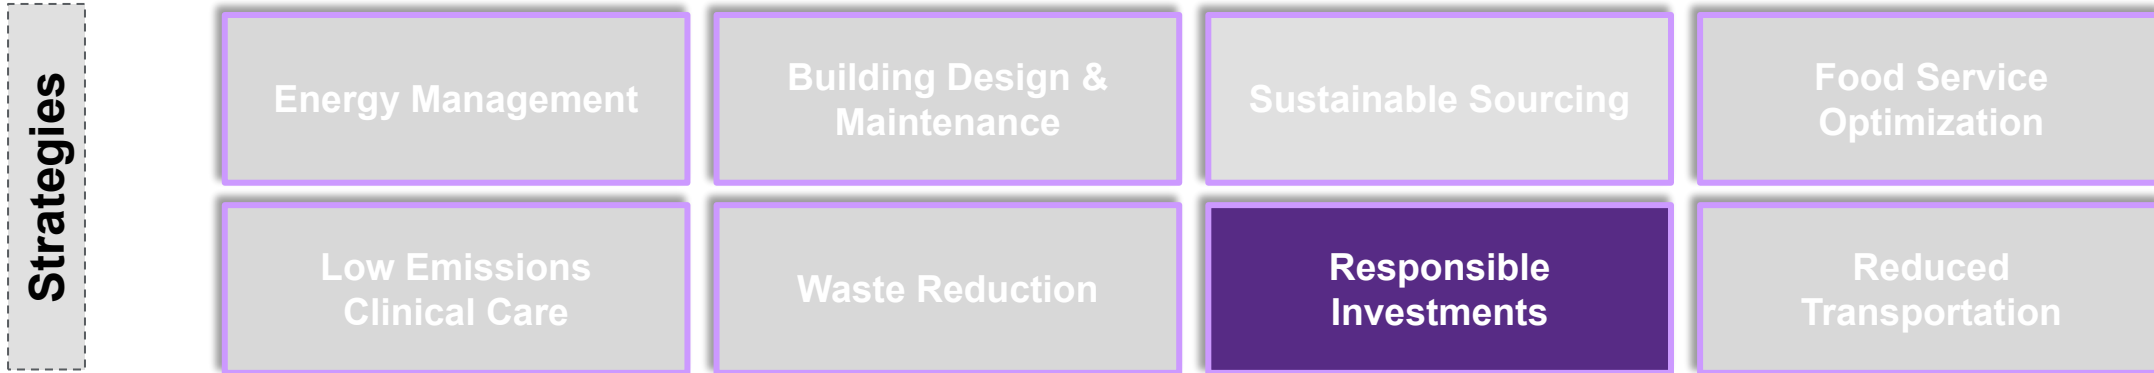 Strategies
Energy Management
Building Design &
Maintenance
Sustainable Sourcing
Food Service
Optimization
Low Emissions
Clinical Care
Waste Reduction
Responsible
Investments
Reduced
Transportation